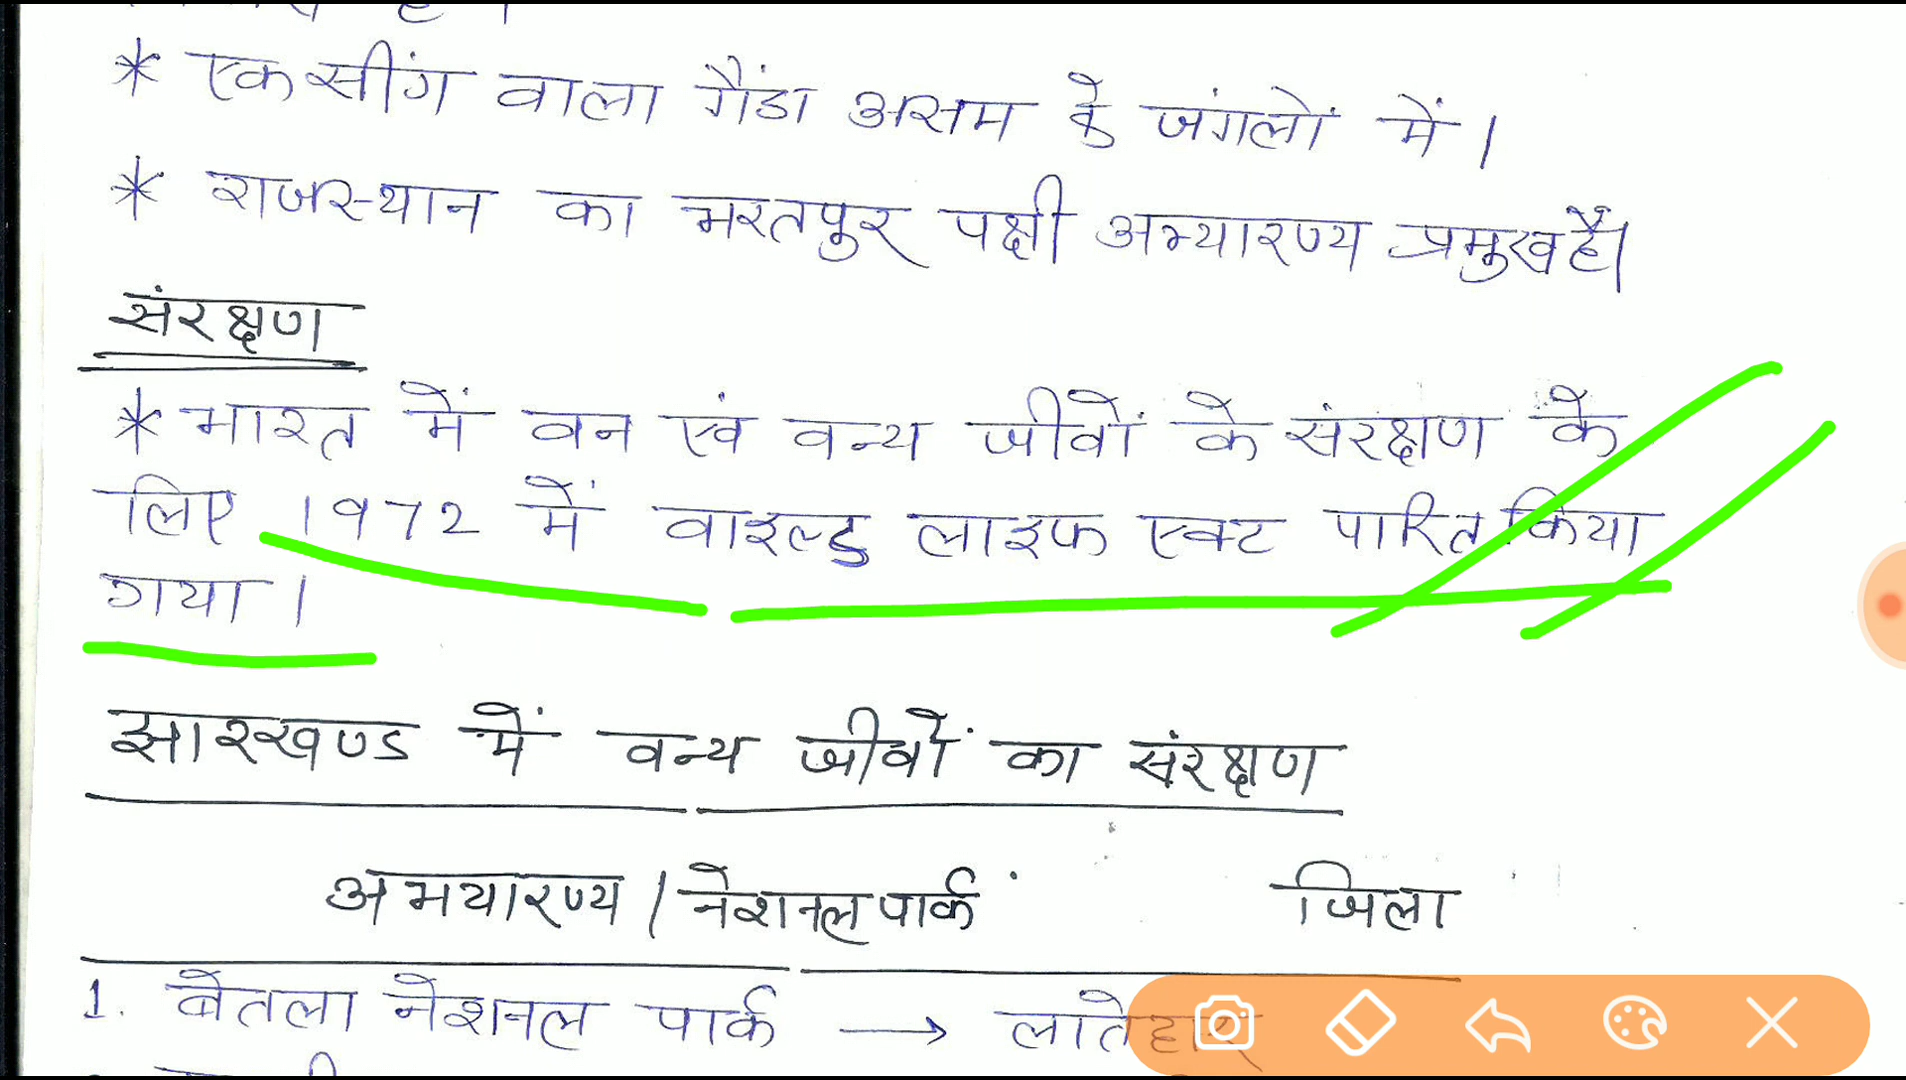 * एक सींग वाला गैंडा असम के जंगलों में ।
* राजस्थान का भरतपुर पक्षी अभ्यारण्य प्रमुख है।
संरक्षण
* भारत में वन एवं वन्य जीवों के संरक्षण के
लिए 1972 में वाइल्ड लाइफ एक्ट पारित किया
गया ।
झारखण्ड में वन्य जीवों का संरक्षण
अभयारण्य / नेशनल पार्क जिला
1. बेतला नेशनल पार्क → लातेहार